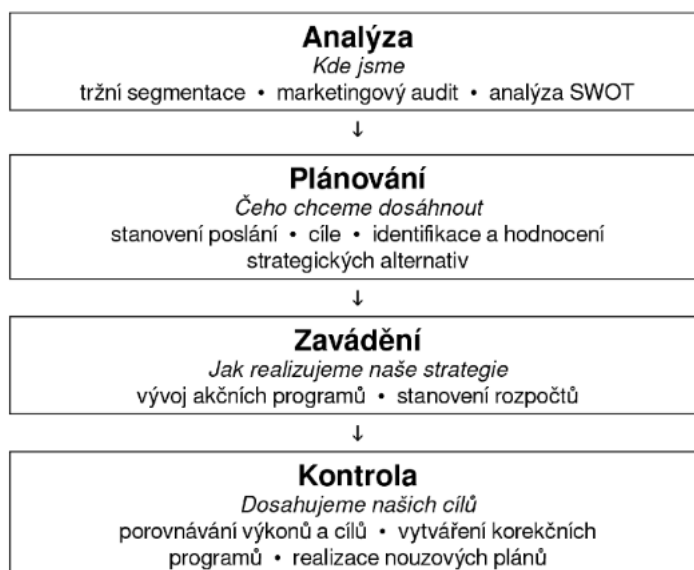 Analýza
Kde jsme
tržní segmentace • marketingový audit • analýza SWOT
↓
Plánování
Čeho chceme dosáhnout
stanovení poslání • cíle • identifikace a hodnocení
strategických alternativ
↓
Zavádění
Jak realizujeme naše strategie
vývoj akčních programů • stanovení rozpočtů
↓
Kontrola
Dosahujeme našich cílů
porovnávání výkonů a cílů • vytváření korekčních
programů • realizace nouzových plánů